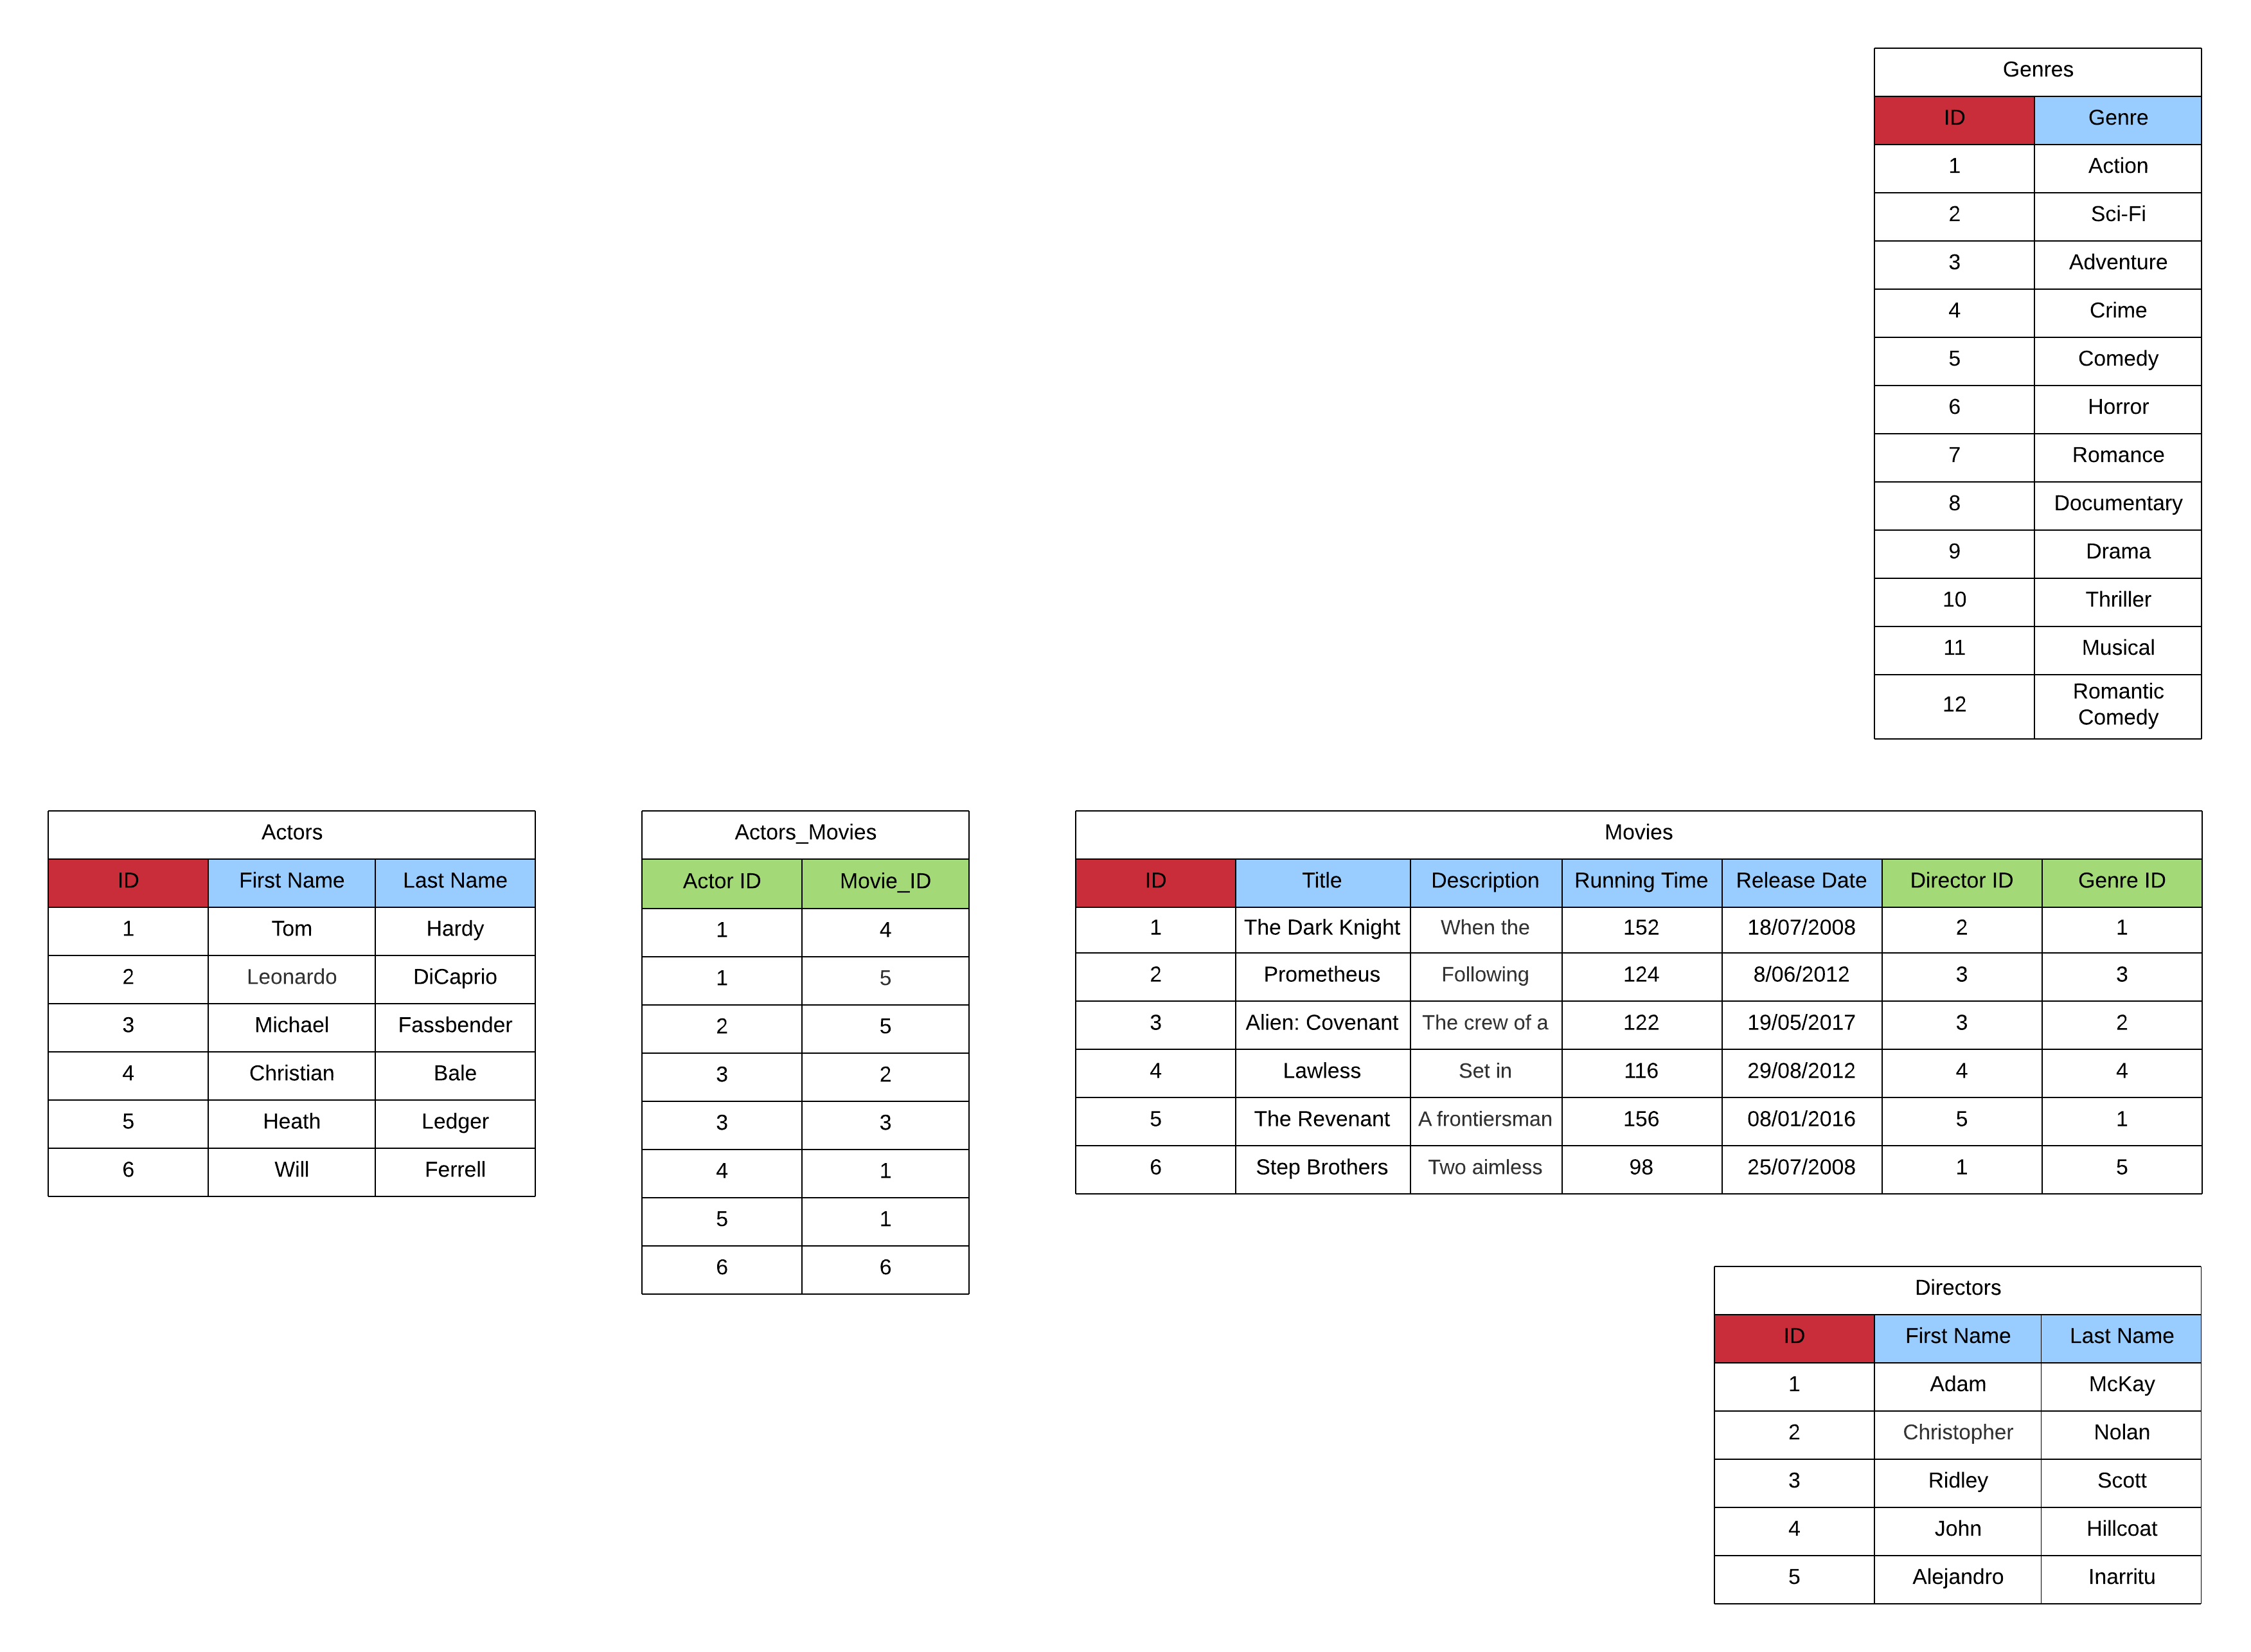 Genres
ID Genre
1 Action
2 Sci-Fi
3 Adventure
4 Crime
5 Comedy
6 Horror
7 Romance
8 Documentary
9 Drama
10 Thriller
11 Musical
12 Romantic
Comedy
Actors
ID First Name Last Name
1 Tom Hardy
2 Leonardo DiCaprio
3 Michael Fassbender
4 Christian Bale
5 Heath Ledger
6 Will Ferrell
Actors_Movies
Actor ID Movie_ID
1 4
1 5
2 5
3 2
3 3
4 1
5 1
6 6
Movies
ID Title Description Running Time Release Date Director ID Genre ID
1 The Dark Knight When the 152 18/07/2008 2 1
2 Prometheus Following 124 8/06/2012 3 3
3 Alien: Covenant The crew of a 122 19/05/2017 3 2
4 Lawless Set in 116 29/08/2012 4 4
5 The Revenant A frontiersman 156 08/01/2016 5 1
6 Step Brothers Two aimless 98 25/07/2008 1 5
Directors
ID First Name Last Name
1 Adam McKay
2 Christopher Nolan
3 Ridley Scott
4 John Hillcoat
5 Alejandro Inarritu